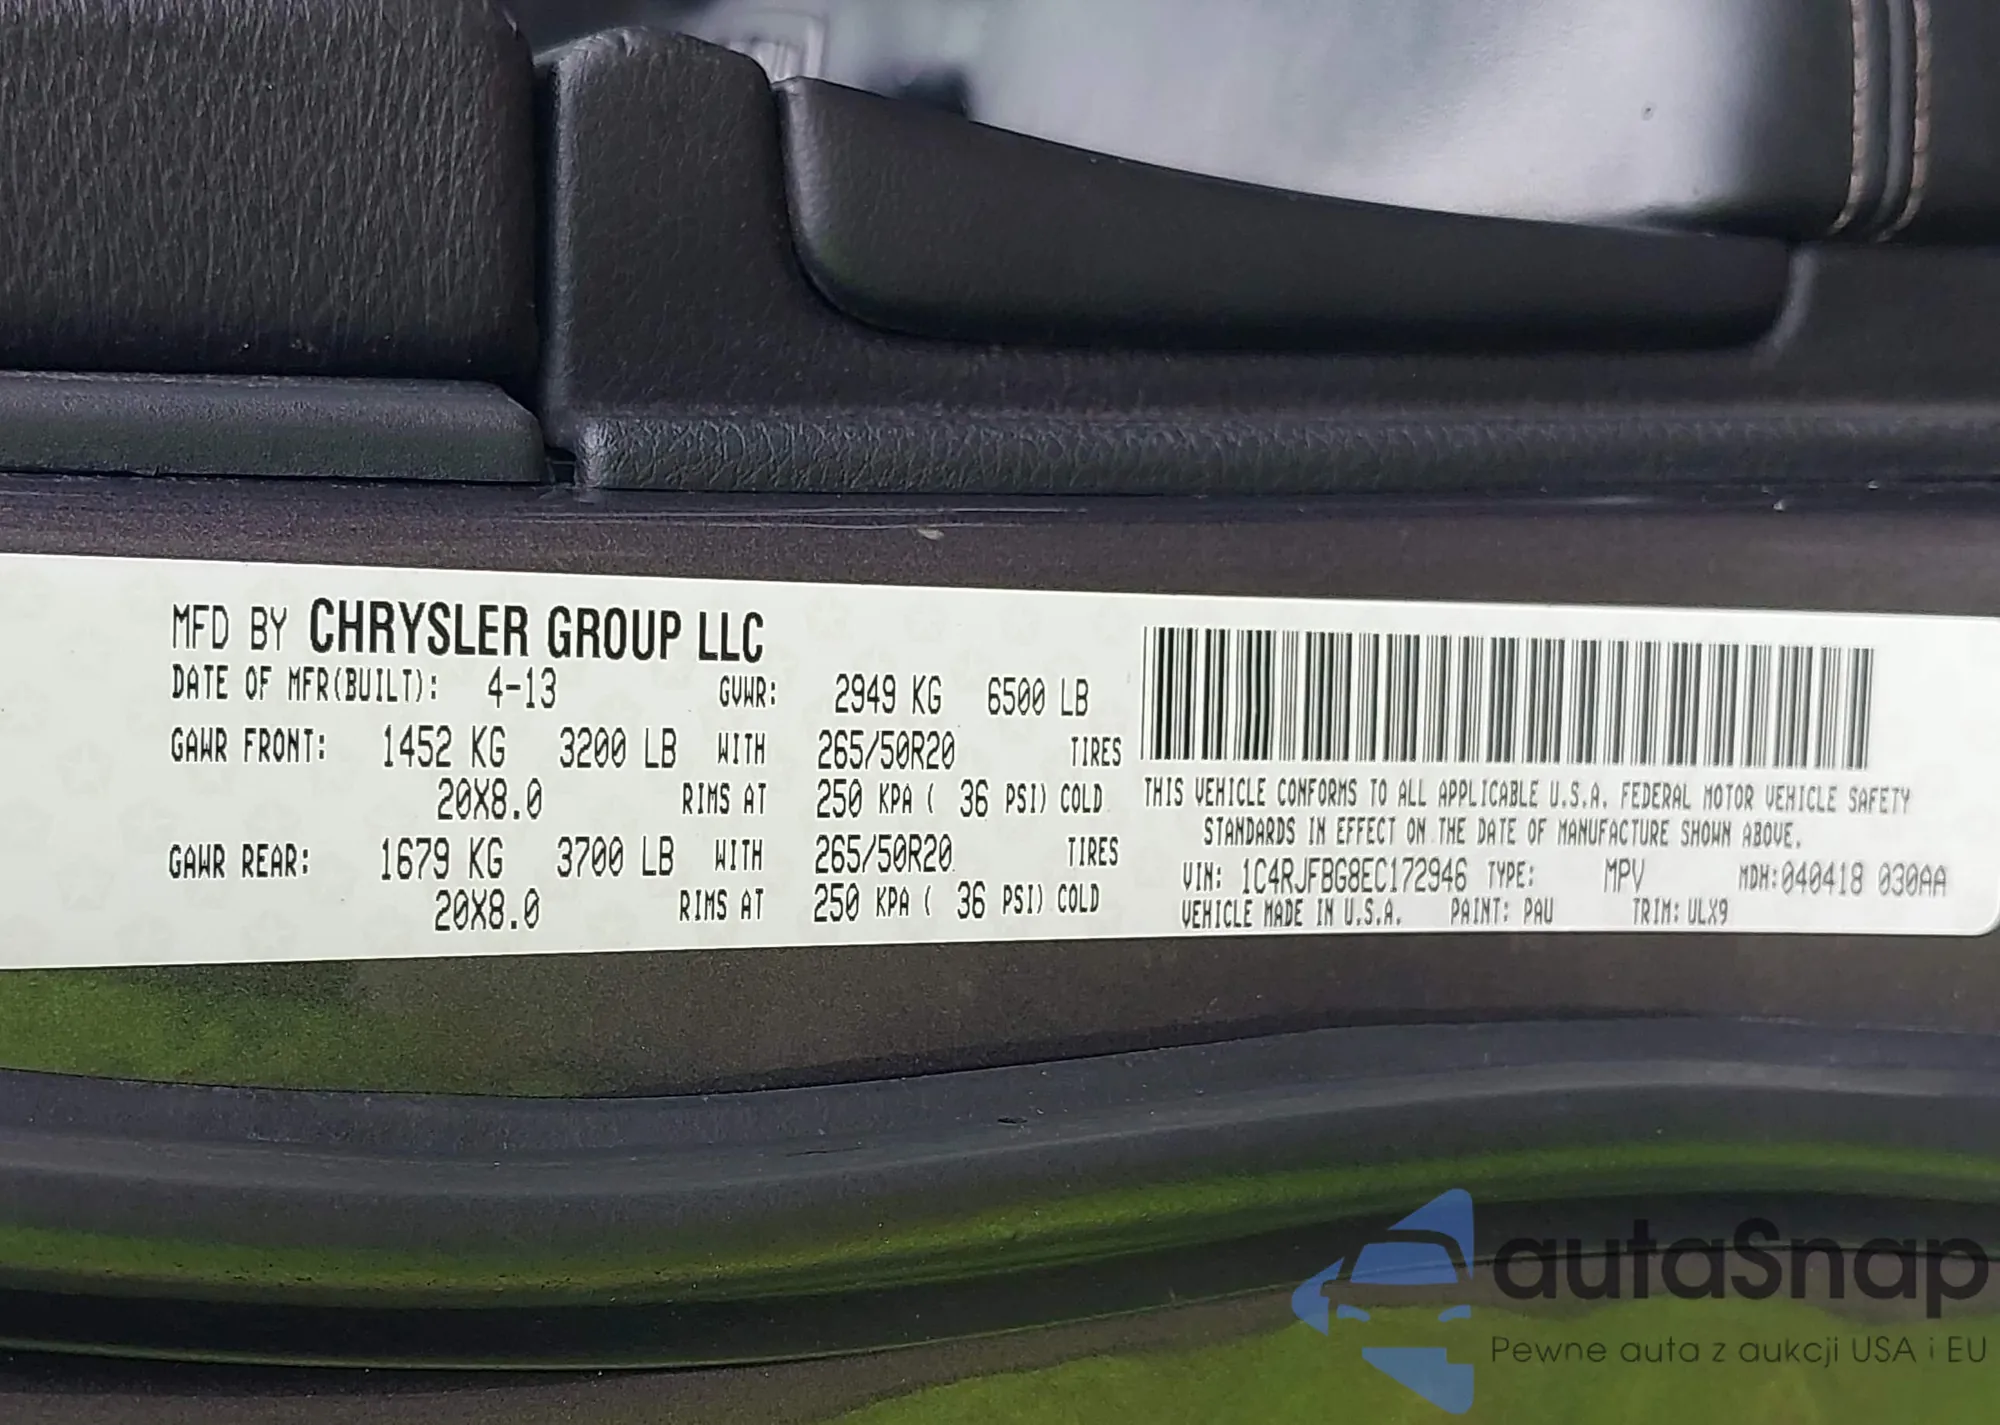 MFD BY CHRYSLER GROUP LLC
DATE OF MFR(BUILT): 4-13 GVWR: 2949 KG 6500 LB
GAWR FRONT: 1452 KG 3200 LB WITH 265/50R20 TIRES
20X8.0 RIMS AT 250 KPA ( 36 PSI) COLD
GAWR REAR: 1679 KG 3700 LB WITH 265/50R20 TIRES
20X8.0 RIMS AT 250 KPA ( 36 PSI) COLD
THIS VEHICLE CONFORMS TO ALL APPLICABLE U.S.A. FEDERAL MOTOR VEHICLE SAFETY
STANDARDS IN EFFECT ON THE DATE OF MANUFACTURE SHOWN ABOVE.
VIN: 1C4RJFBG8EC172946 TYPE: MPV MDH:040418 030AA
VEHICLE MADE IN U.S.A. PAINT: PAU TRIM: ULX9
autaSnap
Pewne auta z aukcji USA i EU